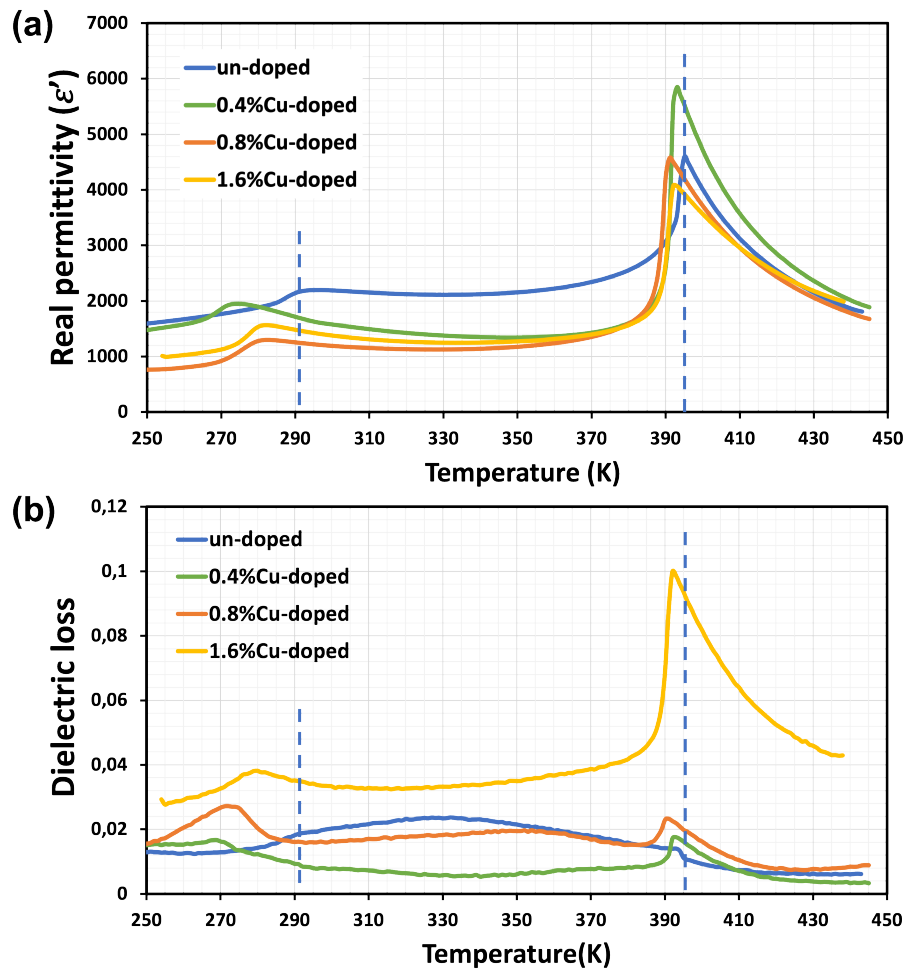 (a)
Real permittivity (ε’)
7000
6000
5000
4000
3000
2000
1000
0
un-doped
0.4%Cu-doped
0.8%Cu-doped
1.6%Cu-doped
250 270 290 310 330 350 370 390 410 430 450
Temperature (K)
(b)
Dielectric loss
0,12
0,1
0,08
0,06
0,04
0,02
0
un-doped
0.4%Cu-doped
0.8%Cu-doped
1.6%Cu-doped
250 270 290 310 330 350 370 390 410 430 450
Temperature(K)